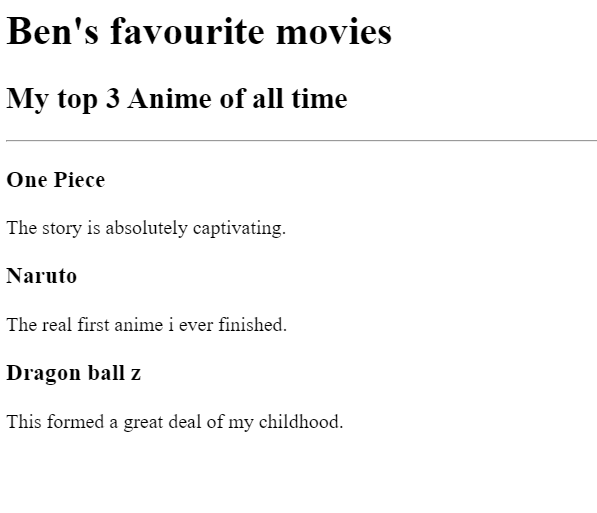 Ben's favourite movies
My top 3 Anime of all time
One Piece
The story is absolutely captivating.
Naruto
The real first anime i ever finished.
Dragon ball z
This formed a great deal of my childhood.